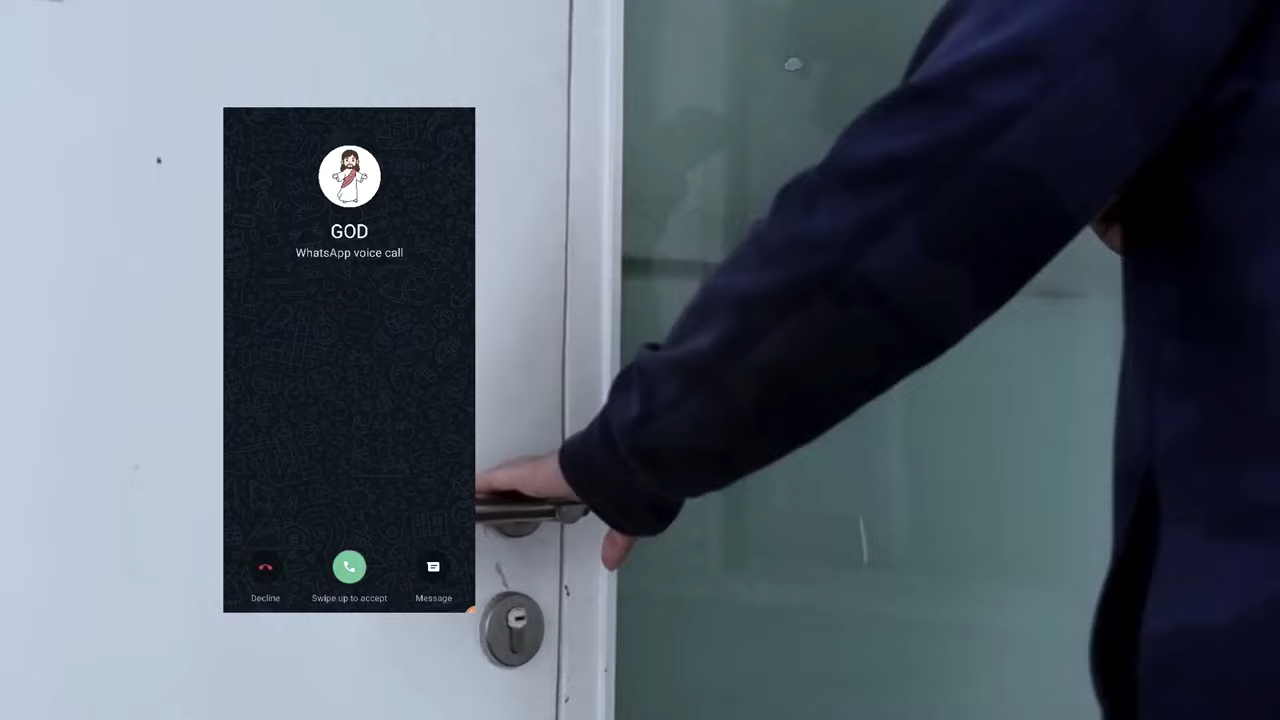 GOD
WhatsApp voice call
Decline
Swipe up to accept
Message